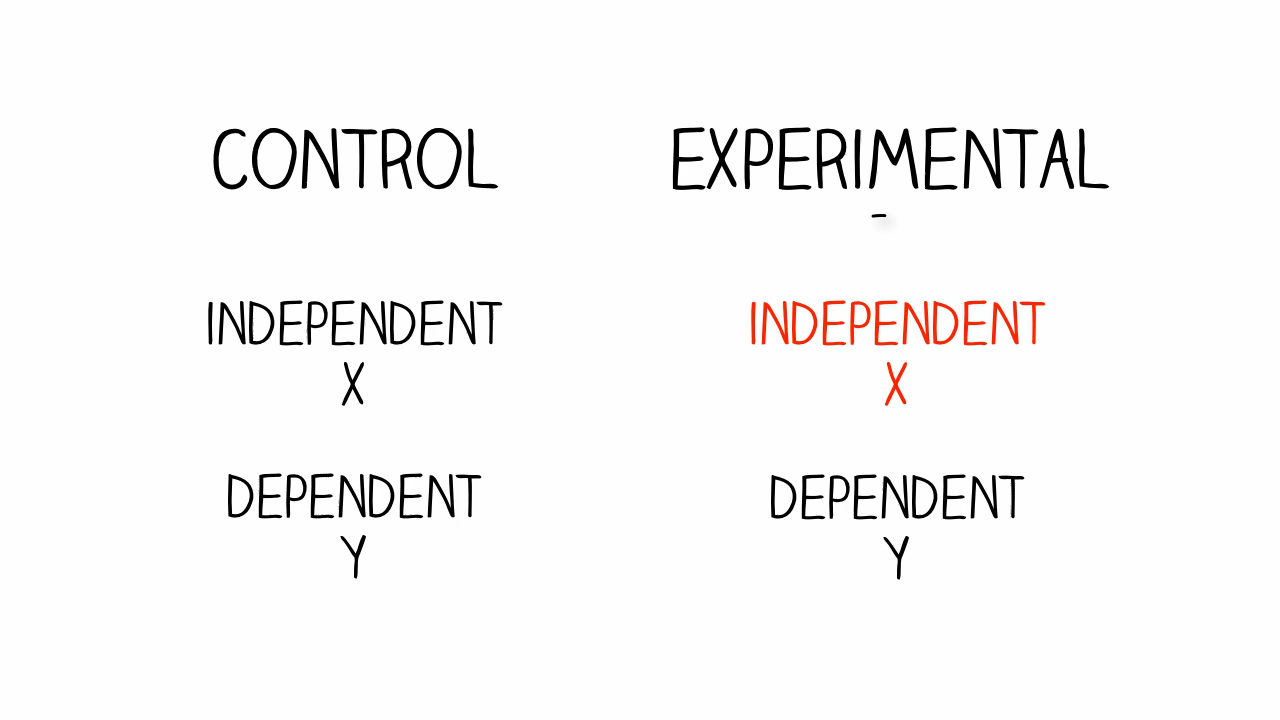 CONTROL
EXPERIMENTAL
-
INDEPENDENT
X
INDEPENDENT
X
DEPENDENT
Y
DEPENDENT
Y